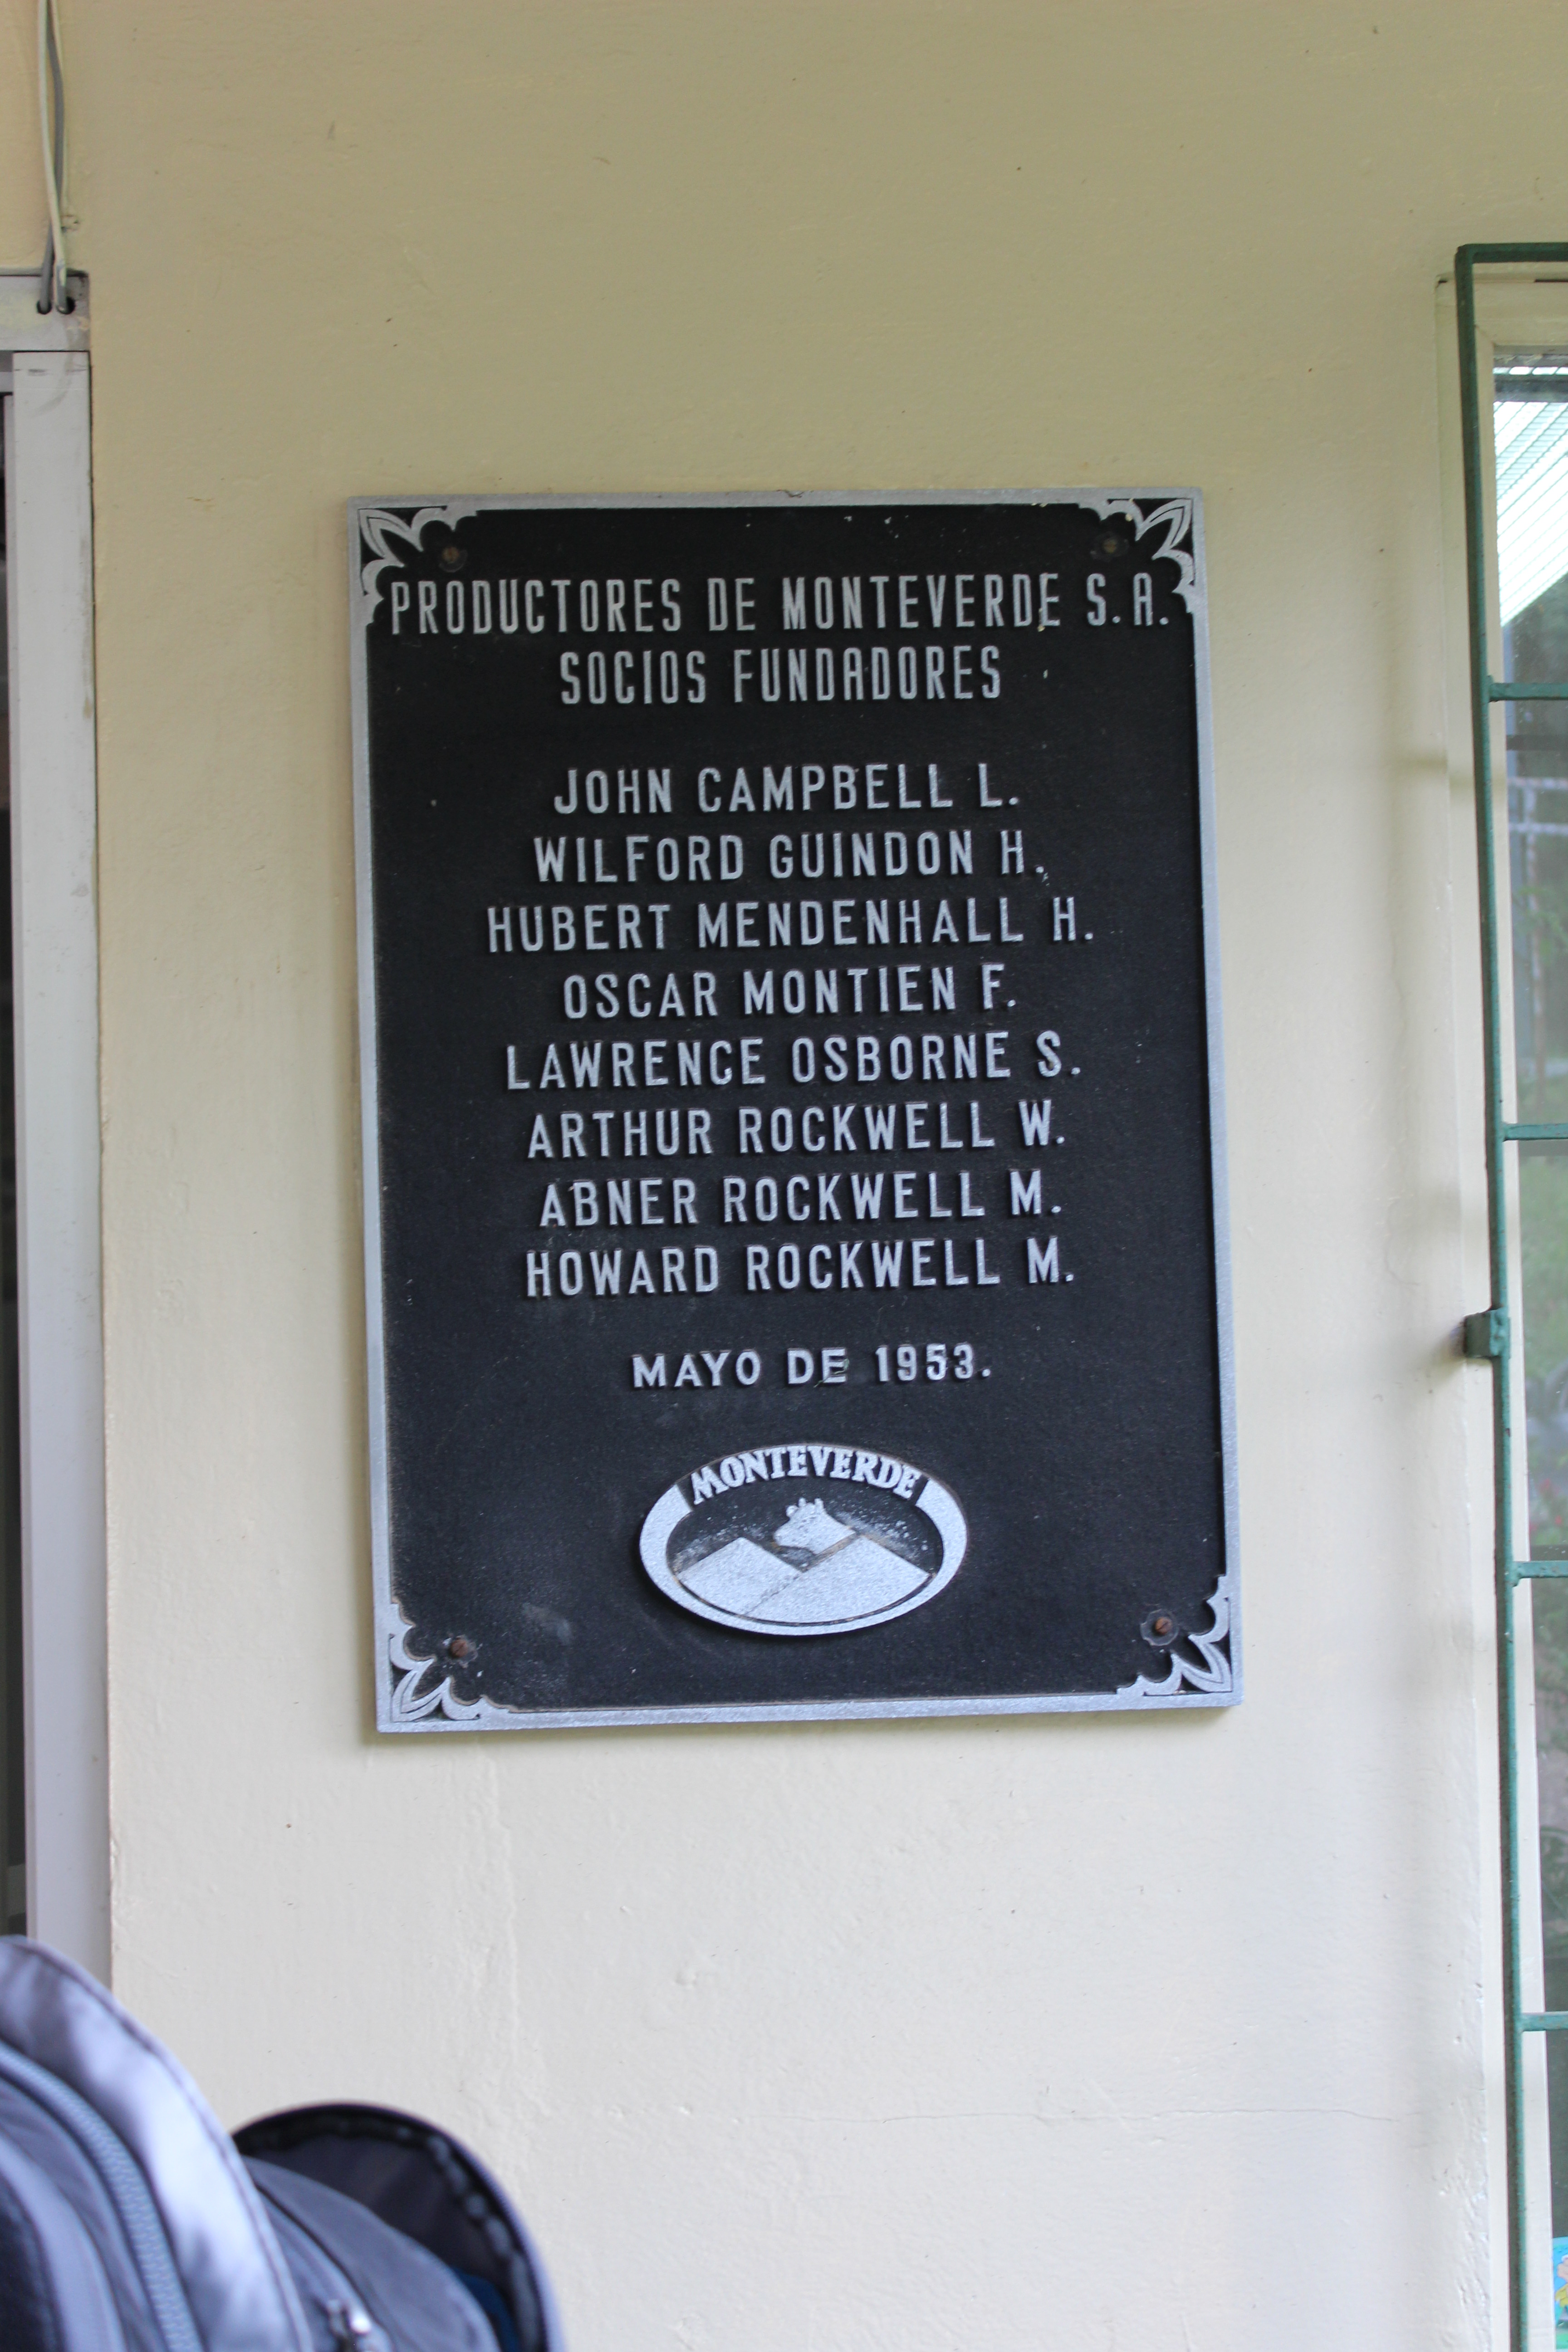 PRODUCTORES DE MONTEVERDE S.A.
SOCIOS FUNDADORES
JOHN CAMPBELL L.
WILFORD GUINDON H.
HUBERT MENDENHALL H.
OSCAR MONTIEN F.
LAWRENCE OSBORNE S.
ARTHUR ROCKWELL W.
ABNER ROCKWELL M.
HOWARD ROCKWELL M.
MAYO DE 1953.
MONTEVERDE